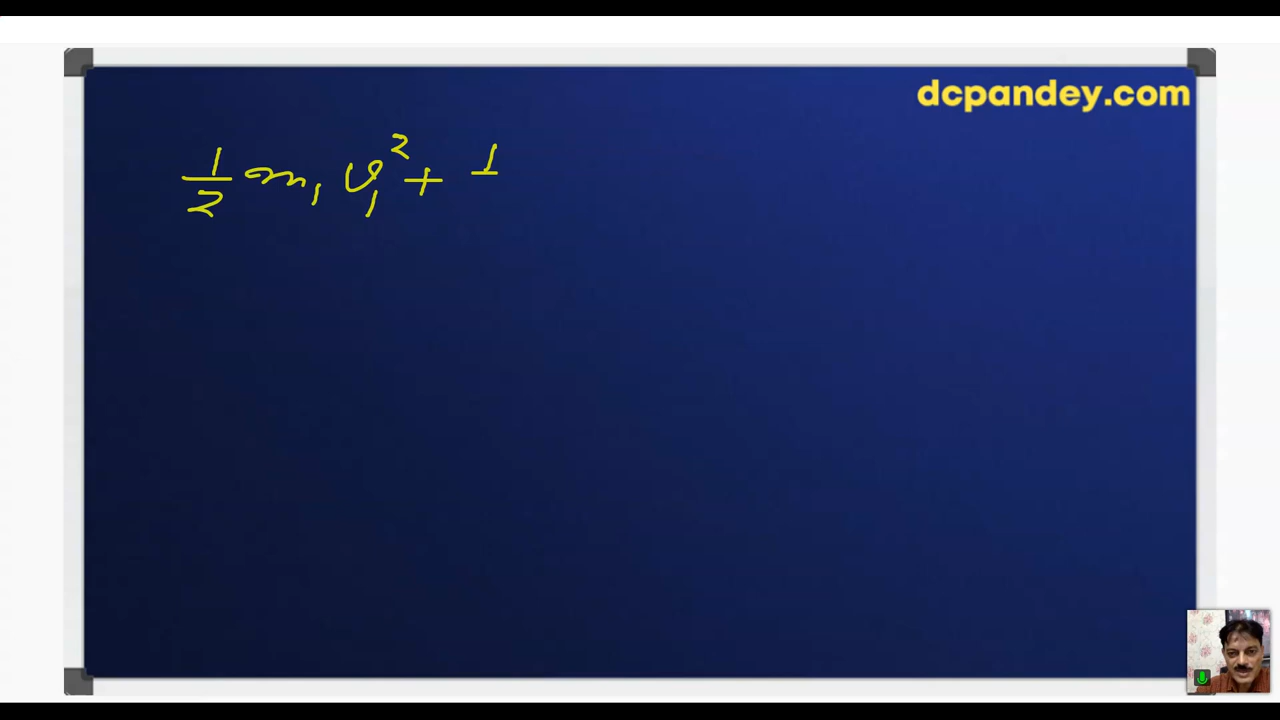 dcpandey.com
1/2 m₁ v₁² + 1